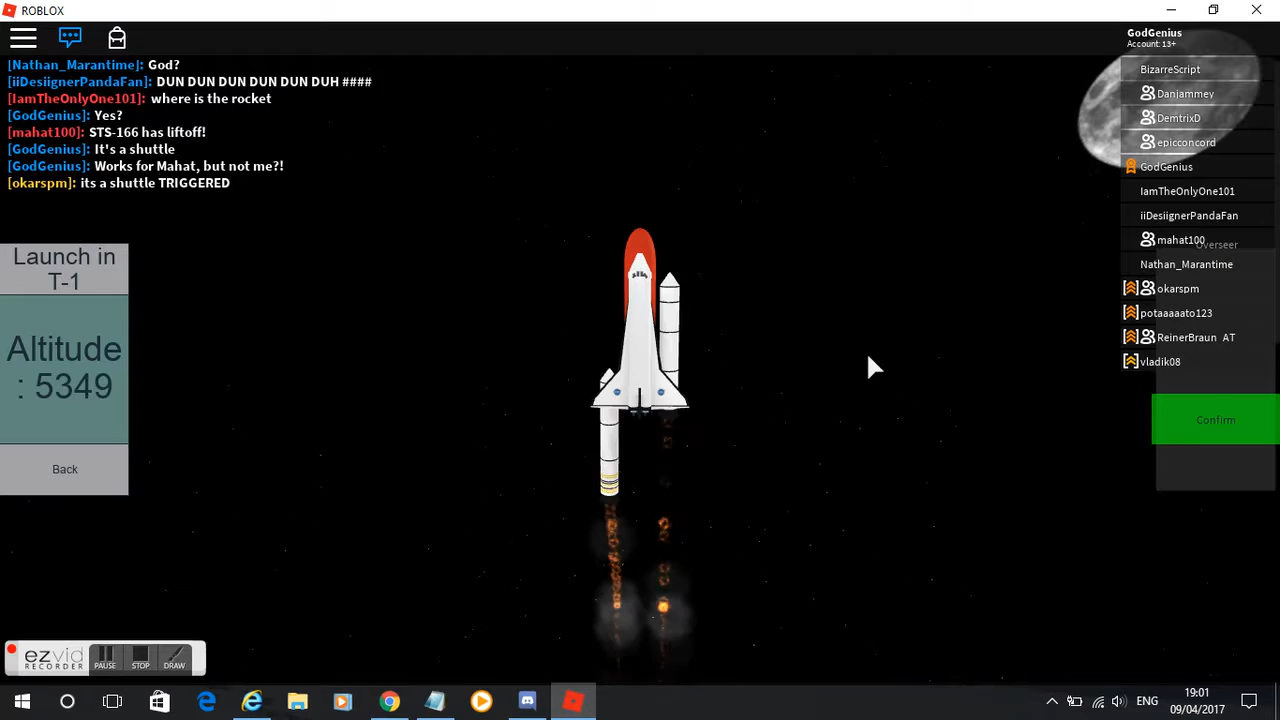 ROBLOX
GodGenius
Account: 13+
[Nathan_Marantime]: God?
[iiDesiignerPandaFan]: DUN DUN DUN DUN DUN DUH ####
[IamTheOnlyOne101]: where is the rocket
[GodGenius]: Yes?
[mahat100]: STS-166 has liftoff!
[GodGenius]: It's a shuttle
[GodGenius]: Works for Mahat, but not me?!
[okarspm]: its a shuttle TRIGGERED
BizarreScript
Danjammey
DemtrixD
epicconcord
GodGenius
IamTheOnlyOne101
iiDesiignerPandaFan
mahat100
Overseer
Nathan_Marantime
okarspm
potaaaaato123
ReinerBraun_AT
vladik08
Launch in
T-1
Altitude
: 5349
Back
Confirm
ezvid
RECORDER
PAUSE
STOP
DRAW
ENG
19:01
09/04/2017